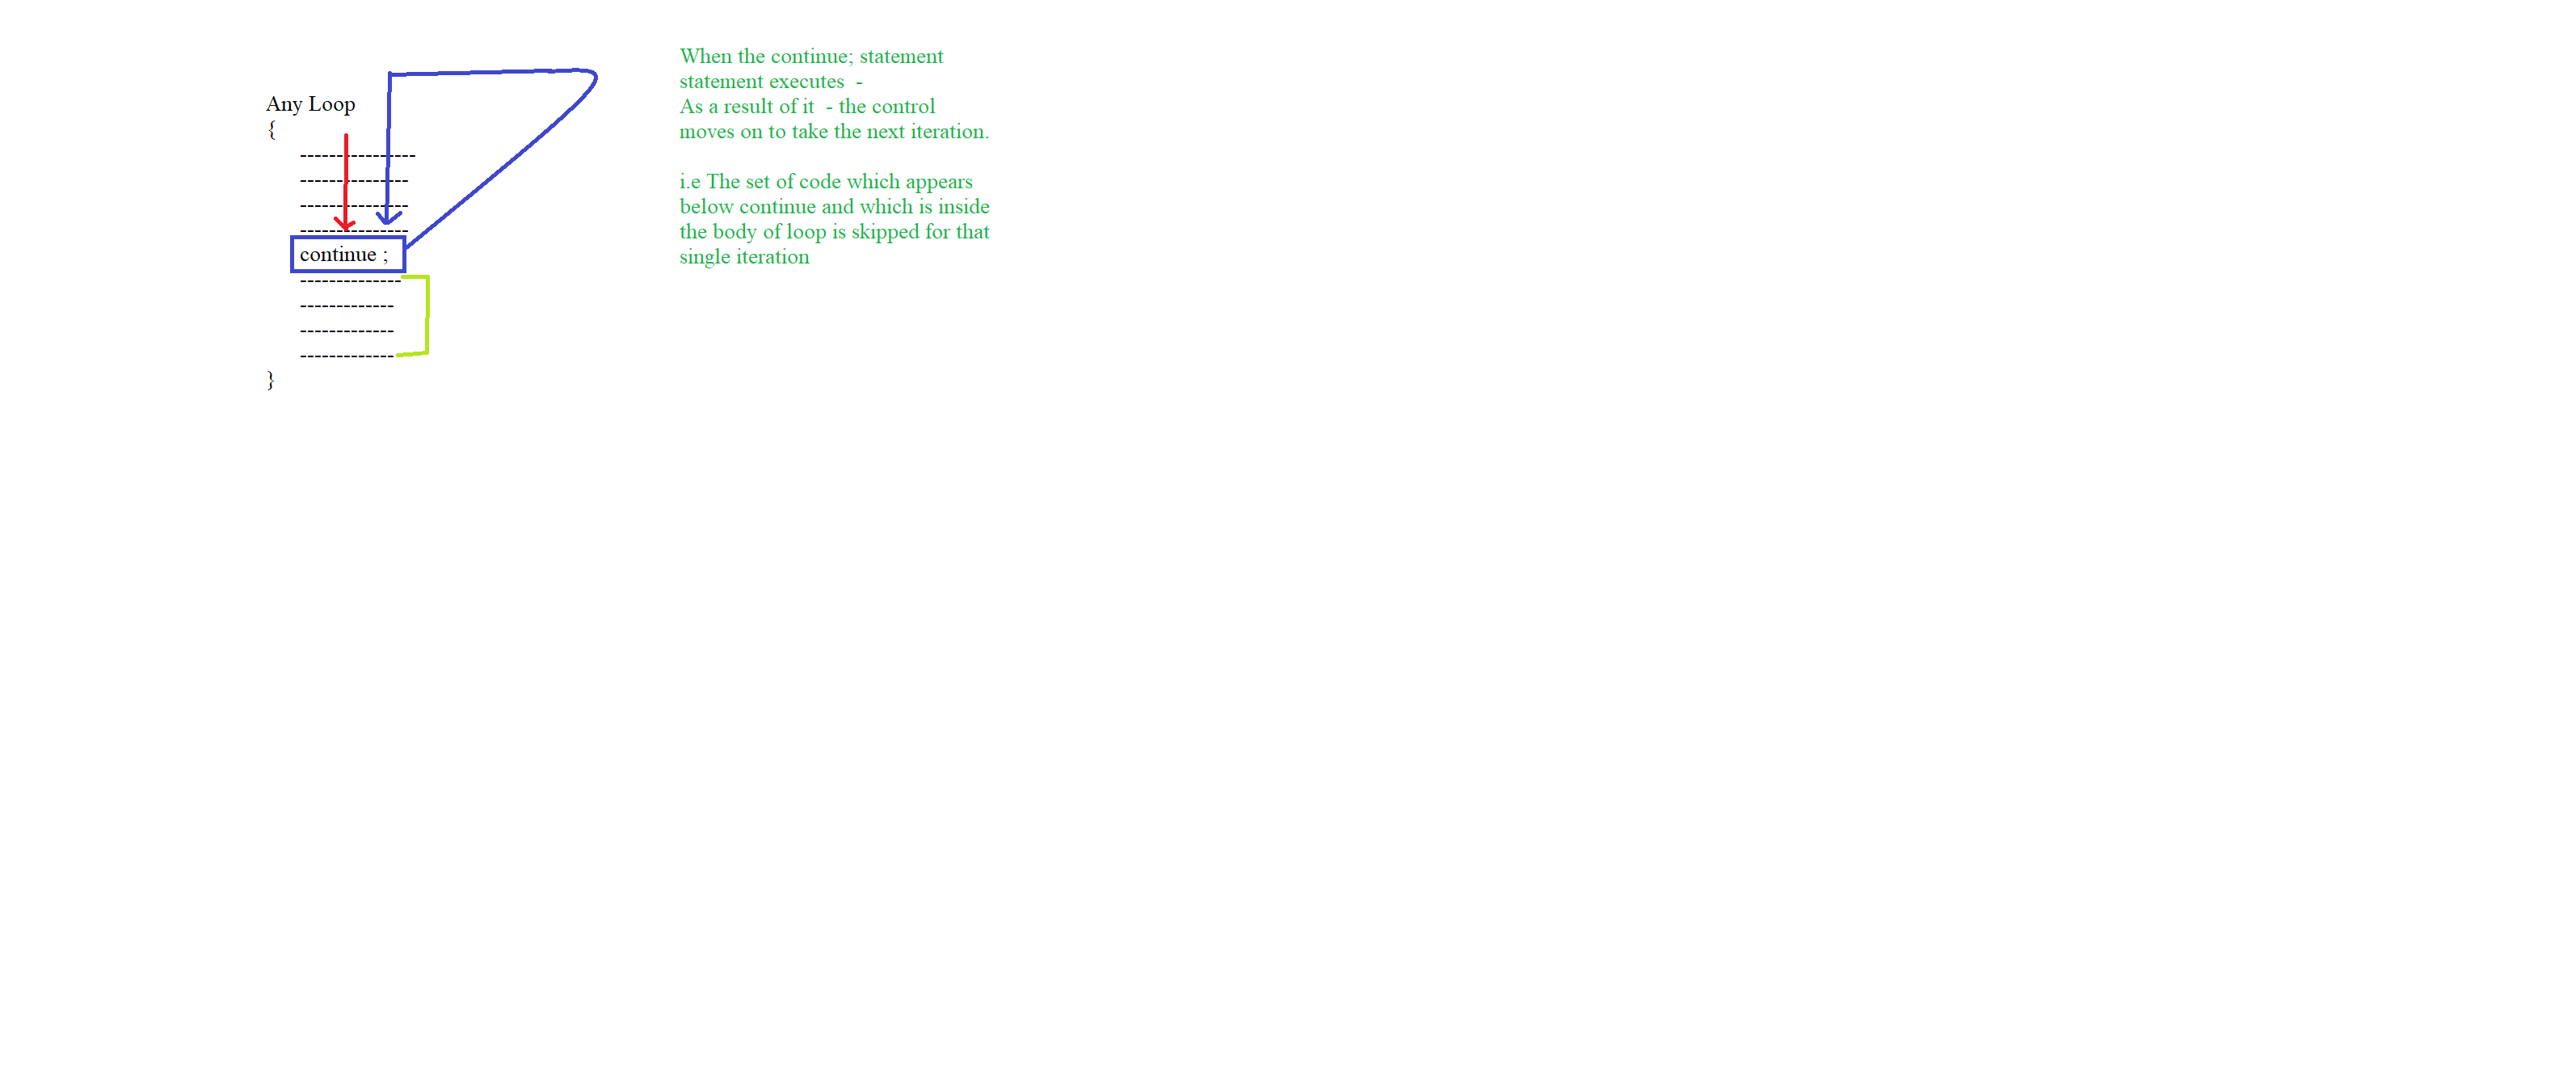 Any Loop
{
----------------
---------------
---------------
---------------
continue ;
--------------
-------------
-------------
-------------
}
When the continue; statement
statement executes  -
As a result of it  - the control
moves on to take the next iteration.
i.e The set of code which appears
below continue and which is inside
the body of loop is skipped for that
single iteration